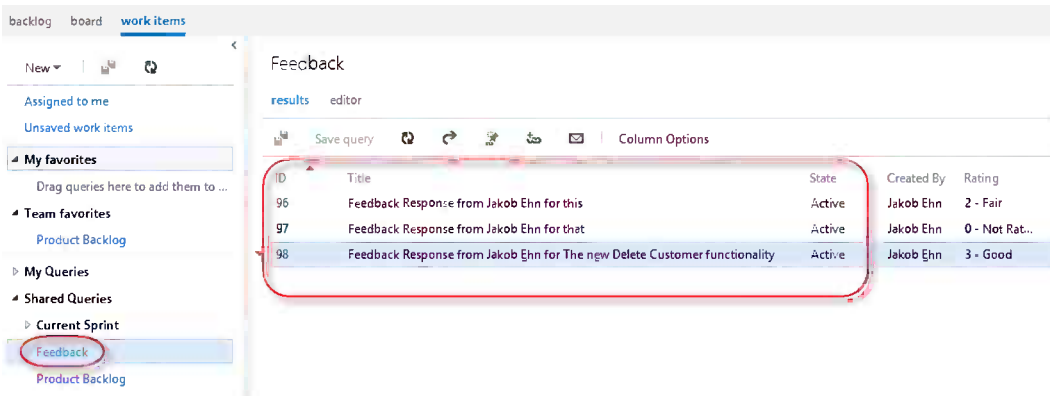 backlog board work items
New
Assigned to me
Unsaved work items
My favorites
Drag queries here to add them to ...
Team favorites
Product Backlog
My Queries
Shared Queries
Current Sprint
Feedback
Product Backlog
Feedback
results editor
Save query Column Options
ID Title State Created By Rating
96 Feedback Response from Jakob Ehn for this Active Jakob Ehn 2 - Fair
97 Feedback Response from Jakob Ehn for that Active Jakob Ehn 0 - Not Rat...
98 Feedback Response from Jakob Ehn for The new Delete Customer functionality Active Jakob Ehn 3 - Good